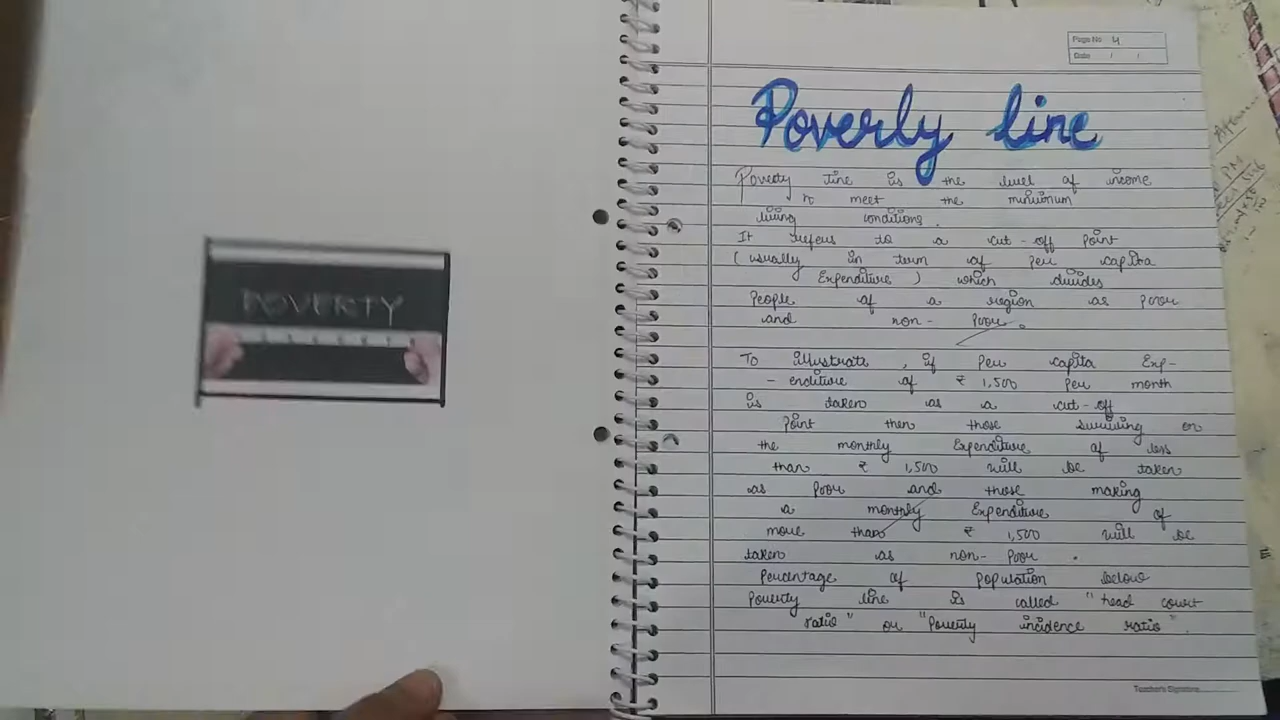 POVERTY
Page No. 4
Date / /
Poverly line
Poverty line is the level of income
to meet the minimum
living conditions.
It refers to a cut-off point
(usually in term of per capita
Expenditure) which divides
People of a region as poor
and non-Poor.
To illustrate, if per capita Exp-
-enditure of ₹ 1,500 per month
is taken as a cut-off
point then those surviving on
the monthly Expenditure of less
than ₹ 1,500 will be taken
as poor and those making
a monthly Expenditure of
more than ₹ 1,500 will be
taken as non-Poor.
Percentage of population below
Poverty line is called "head court
ratio" or "Poverty incidence ratio".
Teacher's Signature